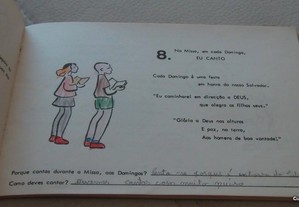 8.
Na Missa, em cada Domingo,
EU CANTO
Cada Domingo é uma festa
em honra do nosso Salvador.
"Eu caminharei em direcção a DEUS,
que alegra os filhos seus."
"Glória a Deus nas alturas
E paz, na terra,
Aos homens de boa vontade!."
Porque cantas durante a Missa, aos Domingos?
Como deves cantar?